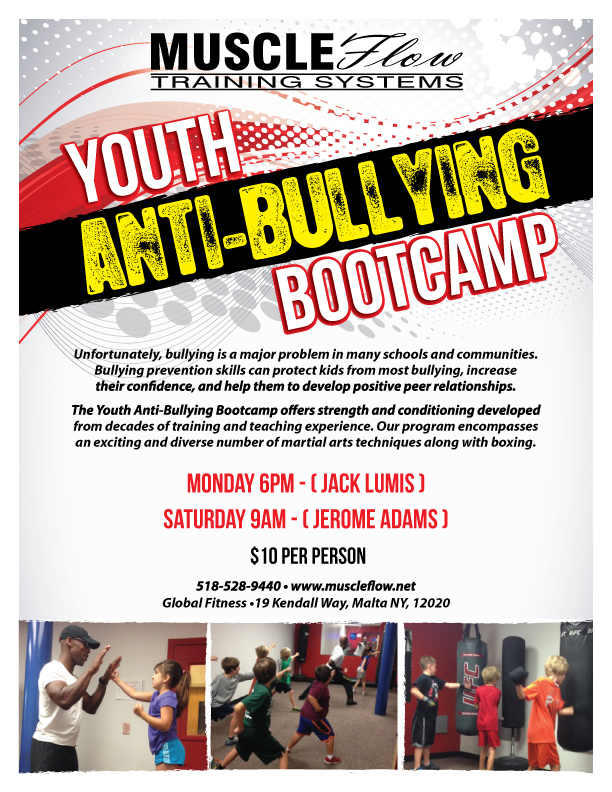 MUSCLE Flow
TRAINING SYSTEMS
YOUTH
ANTI-BULLYING
BOOTCAMP
Unfortunately, bullying is a major problem in many schools and communities.
Bullying prevention skills can protect kids from most bullying, increase
their confidence, and help them to develop positive peer relationships.
The Youth Anti-Bullying Bootcamp offers strength and conditioning developed
from decades of training and teaching experience. Our program encompasses
an exciting and diverse number of martial arts techniques along with boxing.
MONDAY 6PM - ( JACK LUMIS )
SATURDAY 9AM - ( JEROME ADAMS )
$10 PER PERSON
518-528-9440 • www.muscleflow.net
Global Fitness •19 Kendall Way, Malta NY, 12020
UFC
UFC